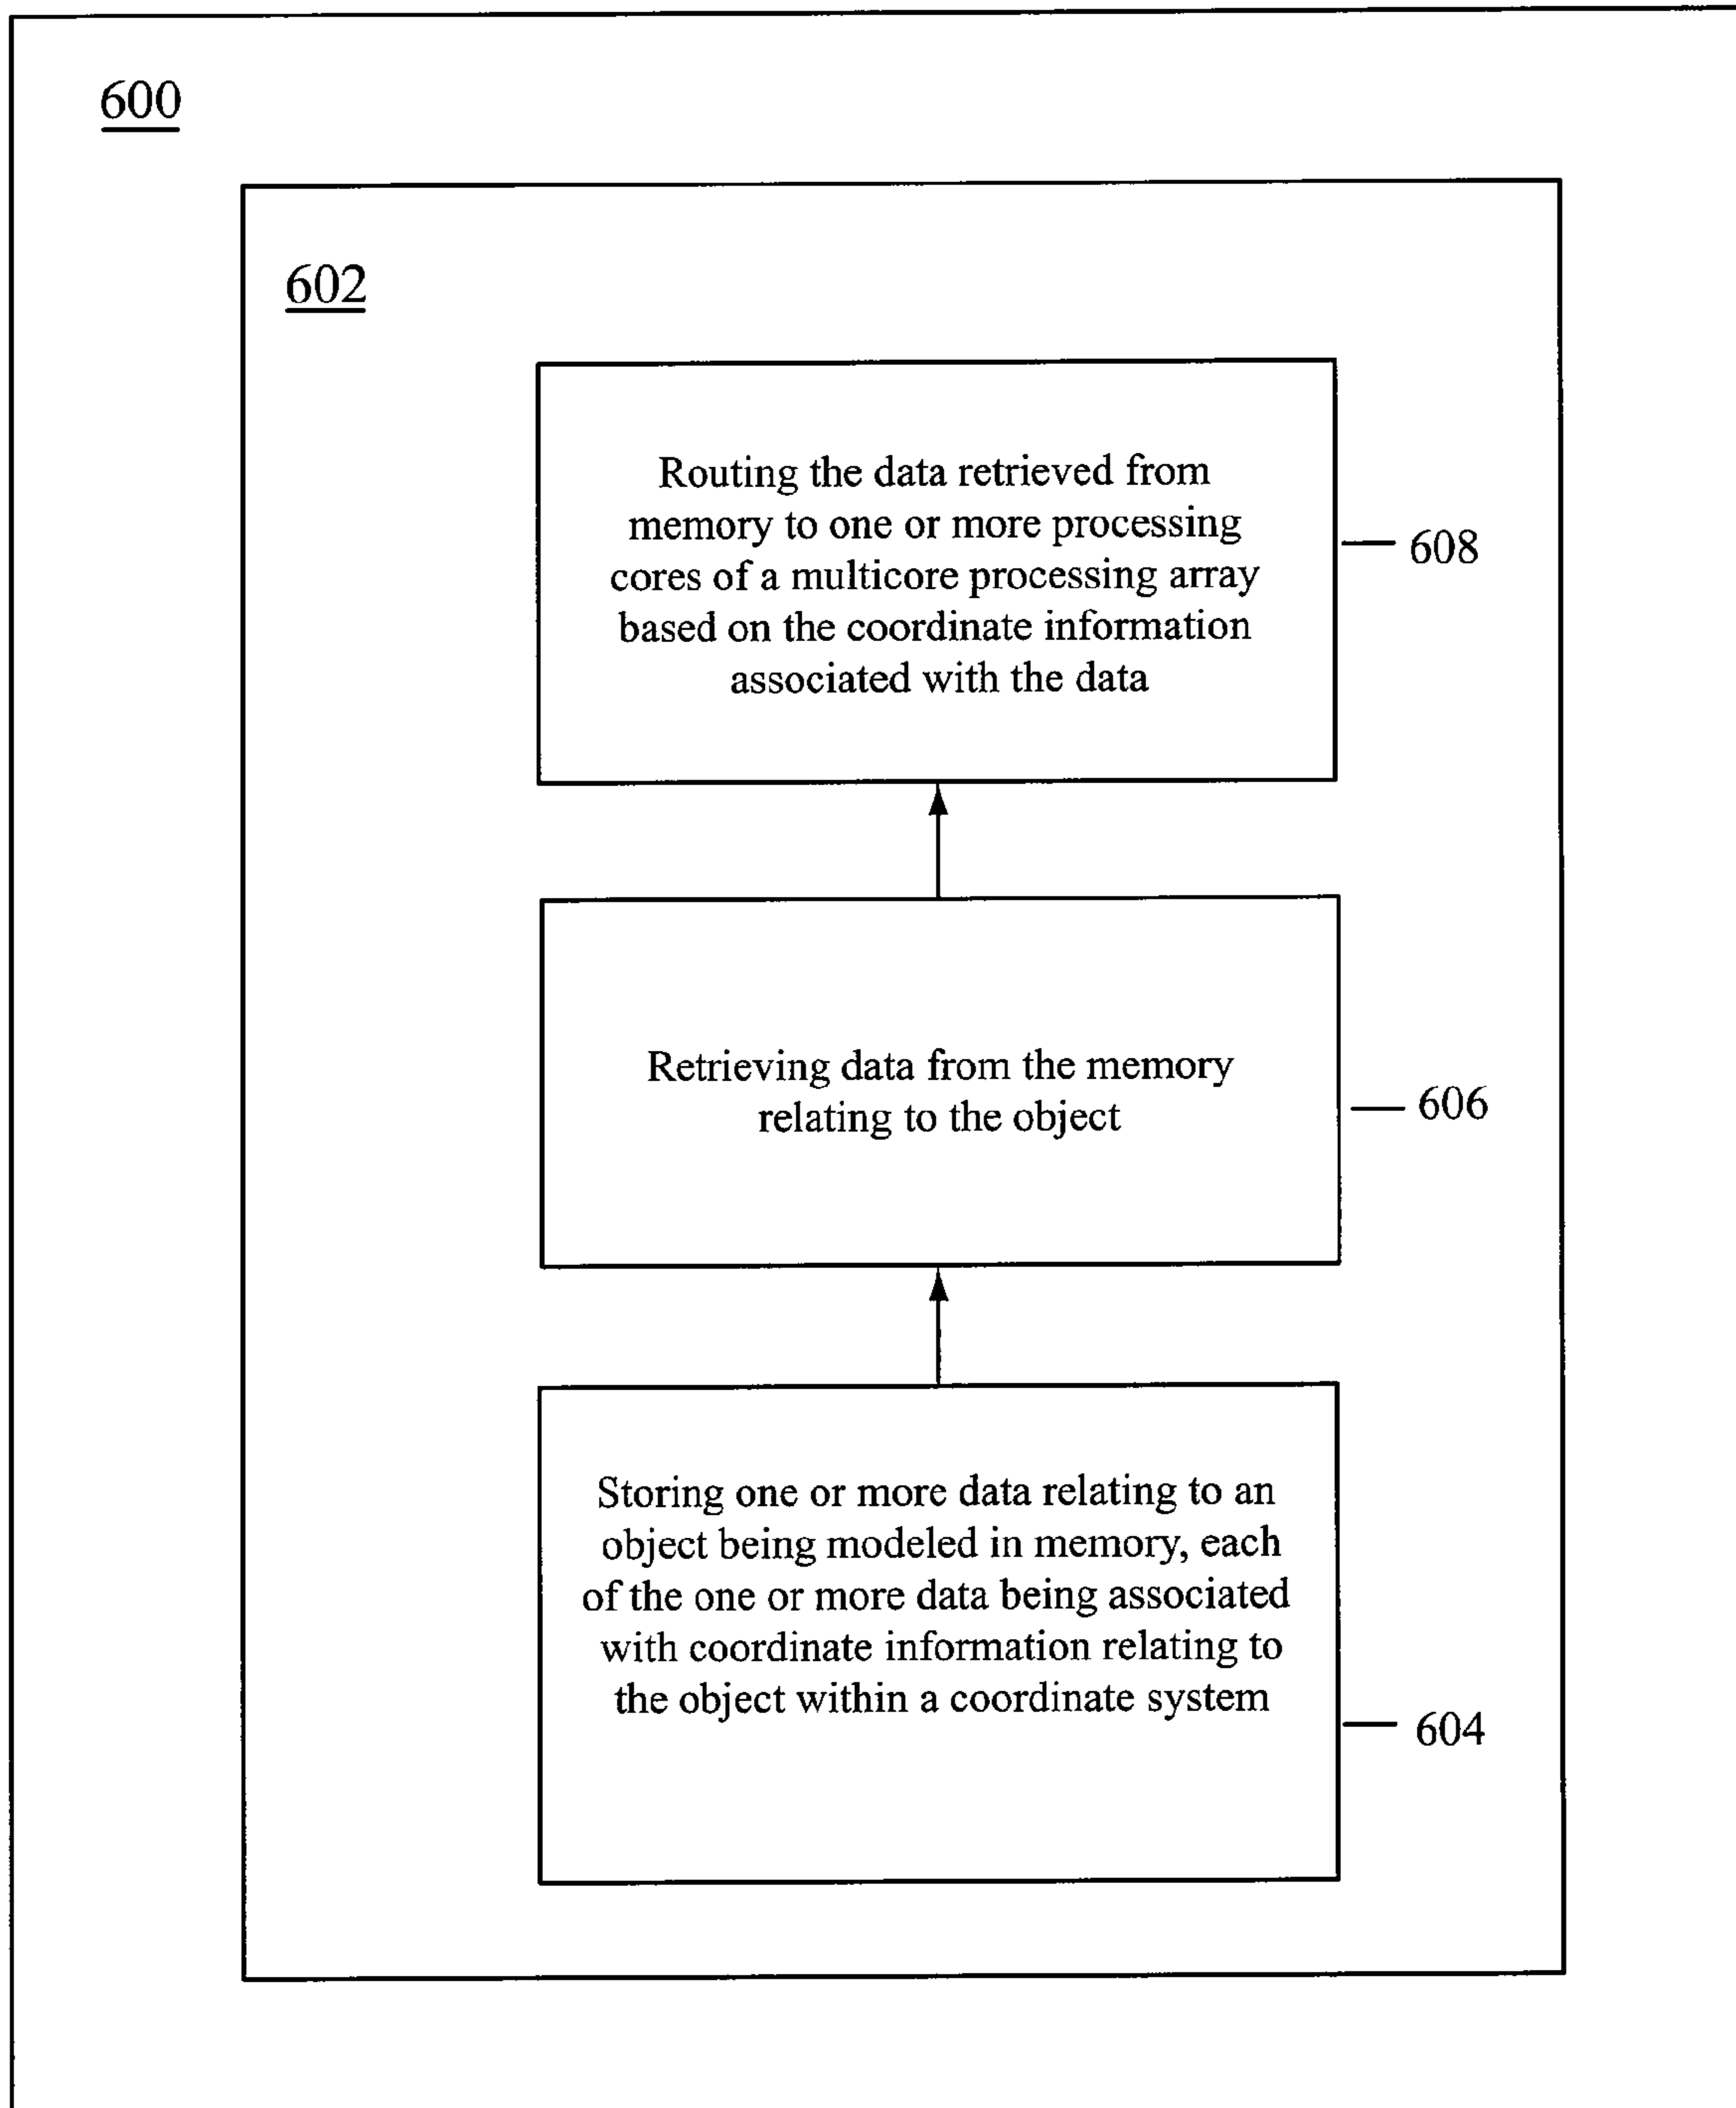 600
602
Routing the data retrieved from
memory to one or more processing
cores of a multicore processing array
based on the coordinate information
associated with the data
608
Retrieving data from the memory
relating to the object
606
Storing one or more data relating to an
object being modeled in memory, each
of the one or more data being associated
with coordinate information relating to
the object within a coordinate system
604